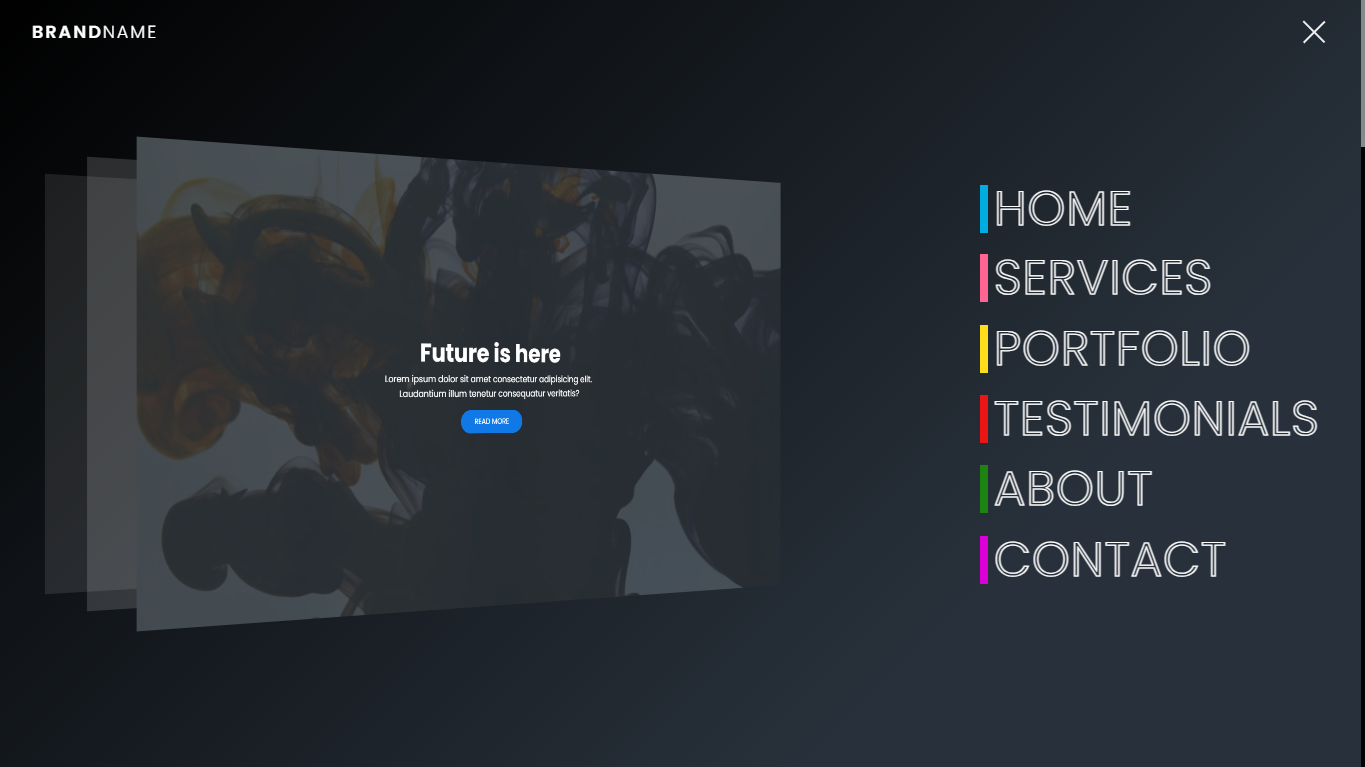 BRANDNAME
Future is here
Lorem ipsum dolor sit amet consectetur adipisicing elit.
Laudantium illum tenetur consequatur veritatis?
READ MORE
HOME
SERVICES
PORTFOLIO
TESTIMONIALS
ABOUT
CONTACT